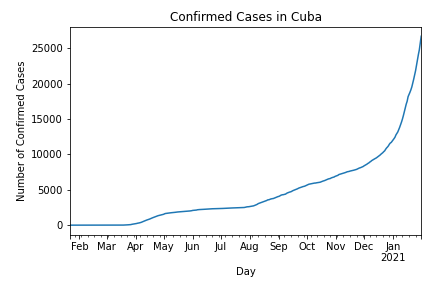 Confirmed Cases in Cuba
Number of Confirmed Cases
25000
20000
15000
10000
5000
0
Feb Mar Apr May Jun Jul Aug Sep Oct Nov Dec Jan
2021
Day